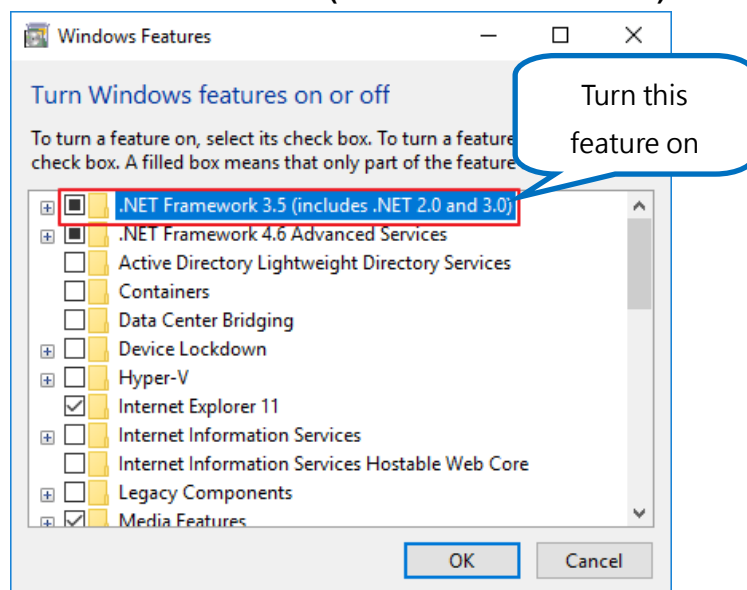 Windows Features
Turn Windows features on or off
To turn a feature on, select its check box. To turn a feature
check box. A filled box means that only part of the feature
Turn this
feature on
.NET Framework 3.5 (includes .NET 2.0 and 3.0)
.NET Framework 4.6 Advanced Services
Active Directory Lightweight Directory Services
Containers
Data Center Bridging
Device Lockdown
Hyper-V
Internet Explorer 11
Internet Information Services
Internet Information Services Hostable Web Core
Legacy Components
Media Features
OK
Cancel